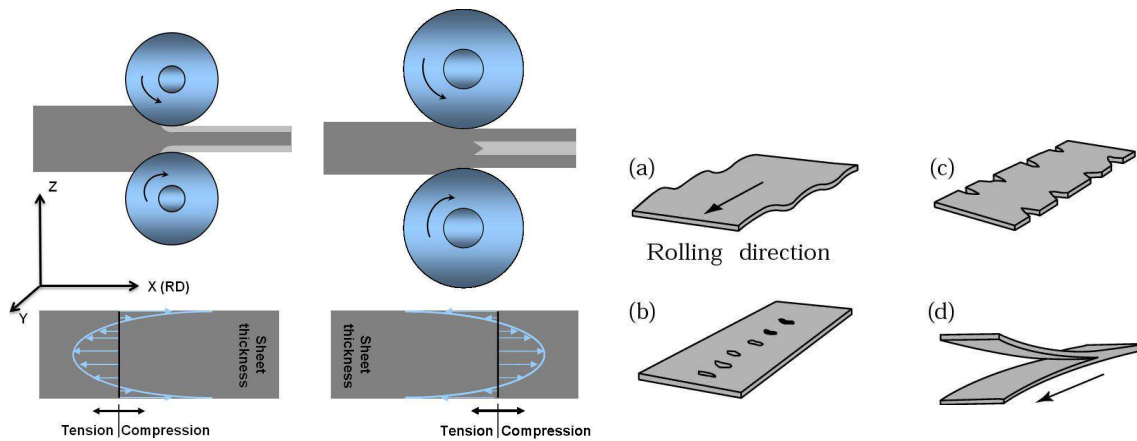 Z
X (RD)
Y
Sheet
thickness
Tension
Compression
Sheet
thickness
Tension
Compression
(a)
Rolling direction
(b)
(c)
(d)